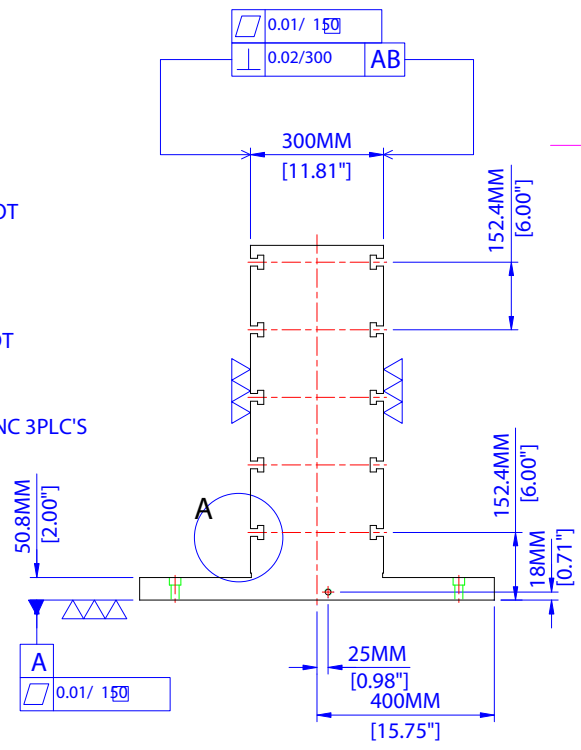 0.01/ 150
0.02/300 AB
300MM
[11.81"]
152.4MM
[6.00"]
OT
OT
NC 3PLC'S
A
50.8MM
[2.00"]
152.4MM
[6.00"]
18MM
[0.71"]
A
0.01/ 150
25MM
[0.98"]
400MM
[15.75"]